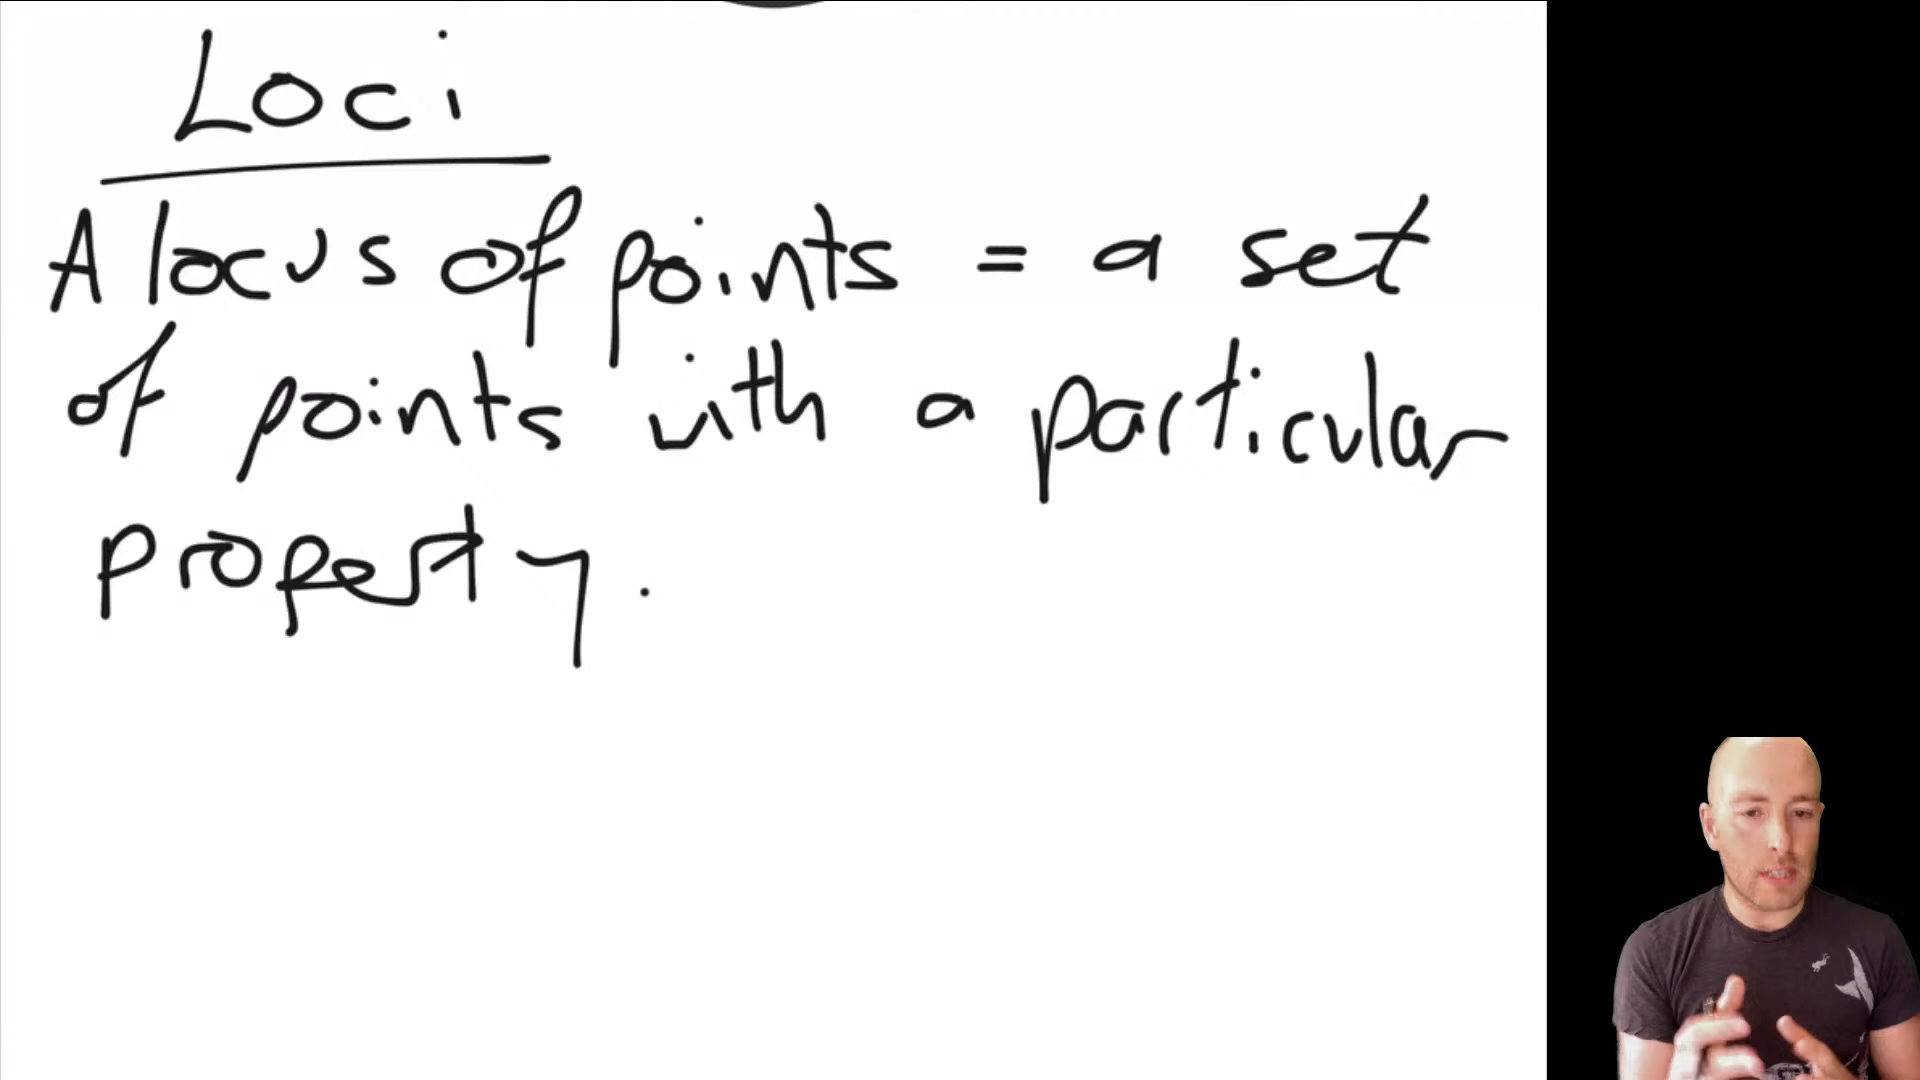 Loci
A locus of points = a set
of points with a particular
property.